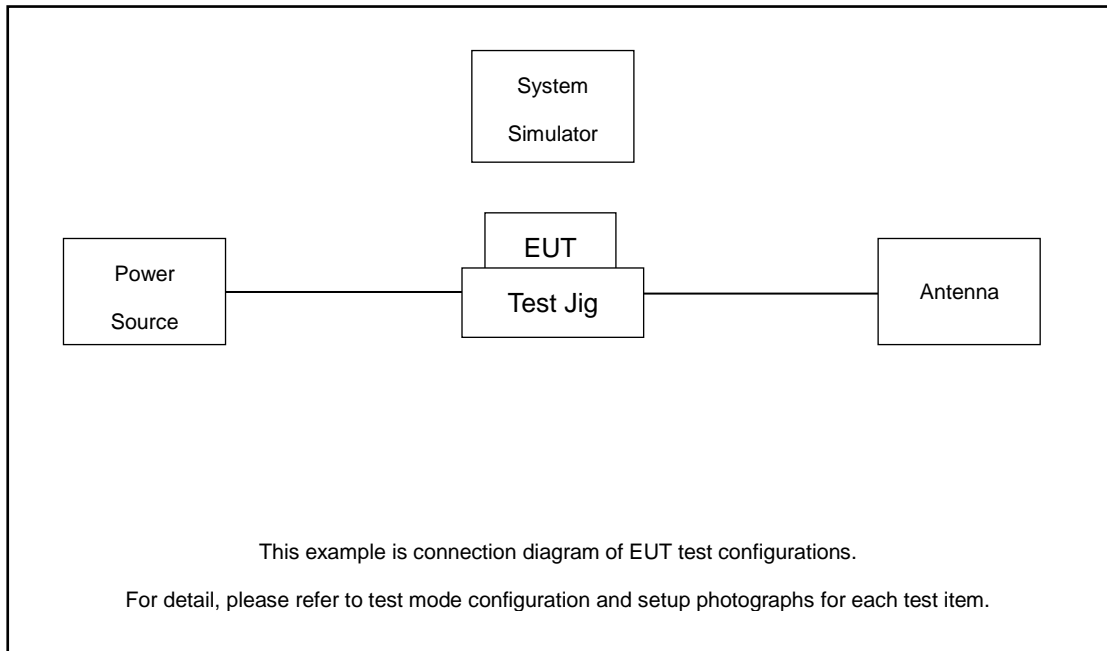 System
Simulator
EUT
Test Jig
Power
Source
Antenna
This example is connection diagram of EUT test configurations.
For detail, please refer to test mode configuration and setup photographs for each test item.